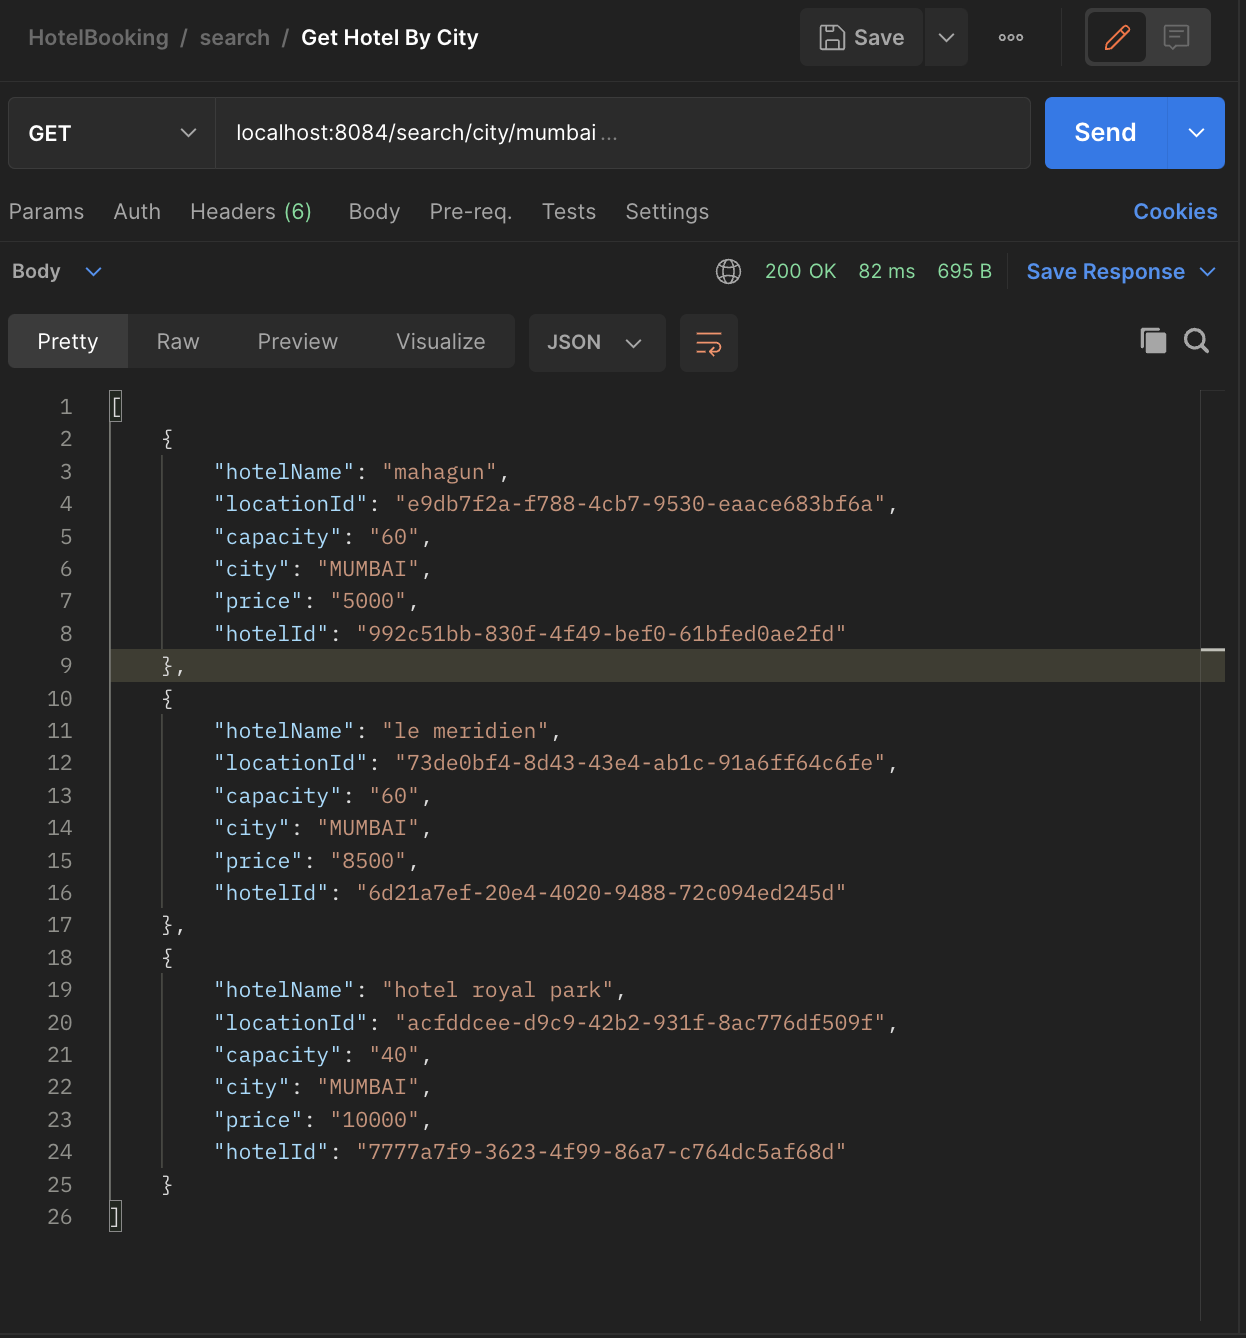 HotelBooking / search / Get Hotel By City
Save
GET
localhost:8084/search/city/mumbai ...
Send
Params Auth Headers (6) Body Pre-req. Tests Settings Cookies
Body 200 OK 82 ms 695 B Save Response
Pretty Raw Preview Visualize JSON
1 [
2 {
3 "hotelName": "mahagun",
4 "locationId": "e9db7f2a-f788-4cb7-9530-eaace683bf6a",
5 "capacity": "60",
6 "city": "MUMBAI",
7 "price": "5000",
8 "hotelId": "992c51bb-830f-4f49-bef0-61bfed0ae2fd"
9 },
10 {
11 "hotelName": "le meridien",
12 "locationId": "73de0bf4-8d43-43e4-ab1c-91a6ff64c6fe",
13 "capacity": "60",
14 "city": "MUMBAI",
15 "price": "8500",
16 "hotelId": "6d21a7ef-20e4-4020-9488-72c094ed245d"
17 },
18 {
19 "hotelName": "hotel royal park",
20 "locationId": "acfddcee-d9c9-42b2-931f-8ac776df509f",
21 "capacity": "40",
22 "city": "MUMBAI",
23 "price": "10000",
24 "hotelId": "7777a7f9-3623-4f99-86a7-c764dc5af68d"
25 }
26 ]